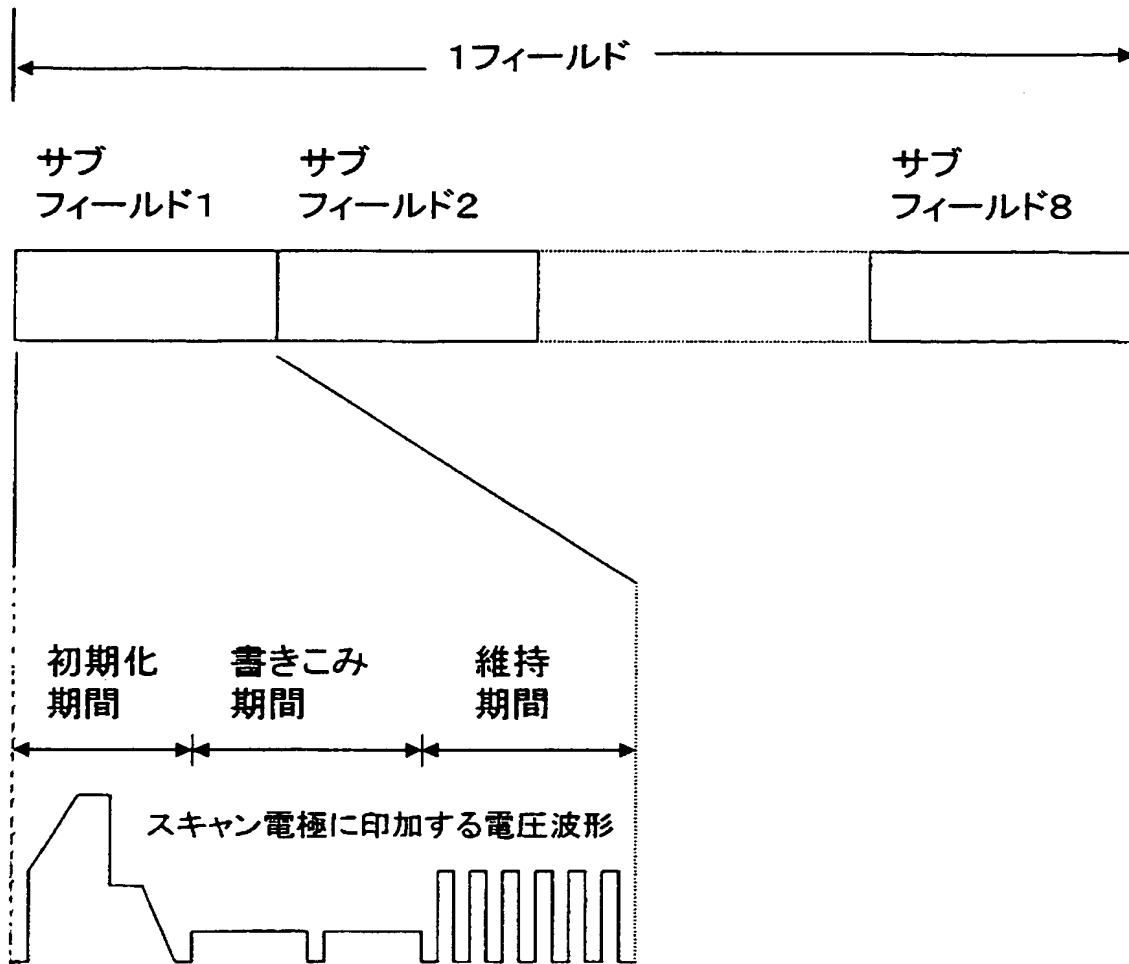 1フィールド
サブ
フィールド1
サブ
フィールド2
サブ
フィールド8
初期化
期間
書きこみ
期間
維持
期間
スキャン電極に印加する電圧波形